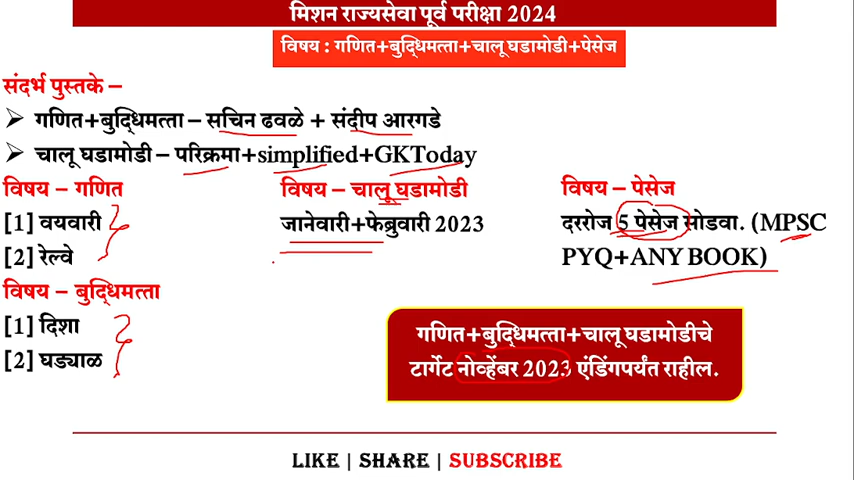 मिशन राज्यसेवा पूर्व परीक्षा 2024
विषय : गणित+बुद्धिमत्ता+चालू घडामोडी+पेसेज
संदर्भ पुस्तके –
➢ गणित+बुद्धिमत्ता – सचिन ढवळे + संदीप आरगडे
➢ चालू घडामोडी – परिक्रमा+simplified+GKToday
विषय – गणित
[1] वयवारी
[2] रेल्वे
विषय – बुद्धिमत्ता
[1] दिशा
[2] घड्याळ
विषय – चालू घडामोडी
जानेवारी+फेब्रुवारी 2023
विषय – पेसेज
दररोज 5 पेसेज सोडवा. (MPSC
PYQ+ANY BOOK)
गणित+बुद्धिमत्ता+चालू घडामोडीचे
टार्गेट नोव्हेंबर 2023 एंडिंगपर्यंत राहील.
LIKE | SHARE | SUBSCRIBE